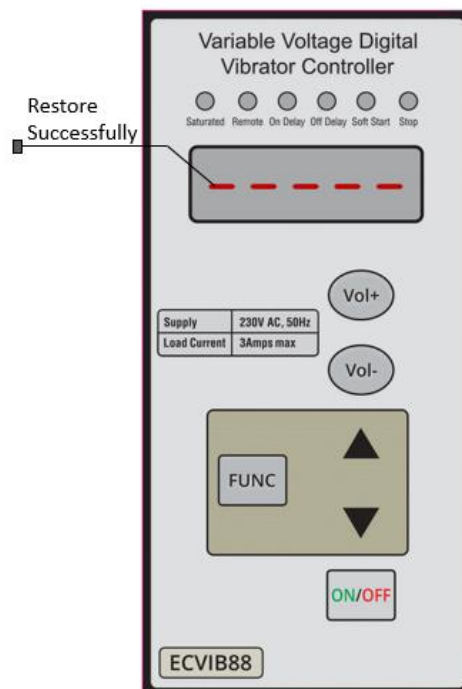 Variable Voltage Digital
Vibrator Controller
Restore
Successfully
Saturated Remote On Delay Off Delay Soft Start Stop
- - - - -
Vol+
Supply 230V AC, 50Hz
Load Current 3Amps max
Vol-
FUNC
ON/OFF
ECVIB88